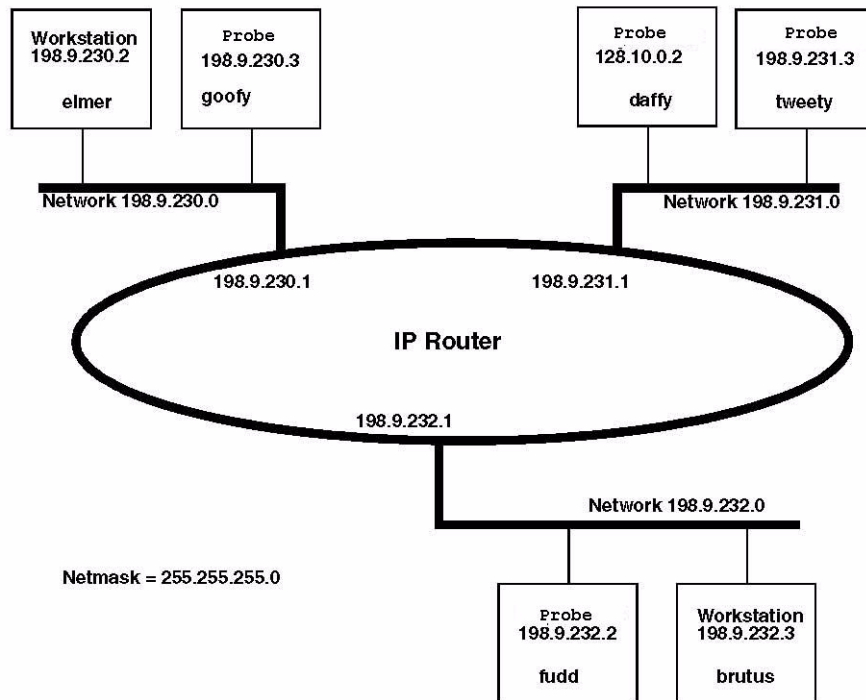 Workstation
198.9.230.2
elmer
Probe
198.9.230.3
goofy
Probe
128.10.0.2
daffy
Probe
198.9.231.3
tweety
Network 198.9.230.0
Network 198.9.231.0
198.9.230.1
198.9.231.1
IP Router
198.9.232.1
Network 198.9.232.0
Netmask = 255.255.255.0
Probe
198.9.232.2
fudd
Workstation
198.9.232.3
brutus